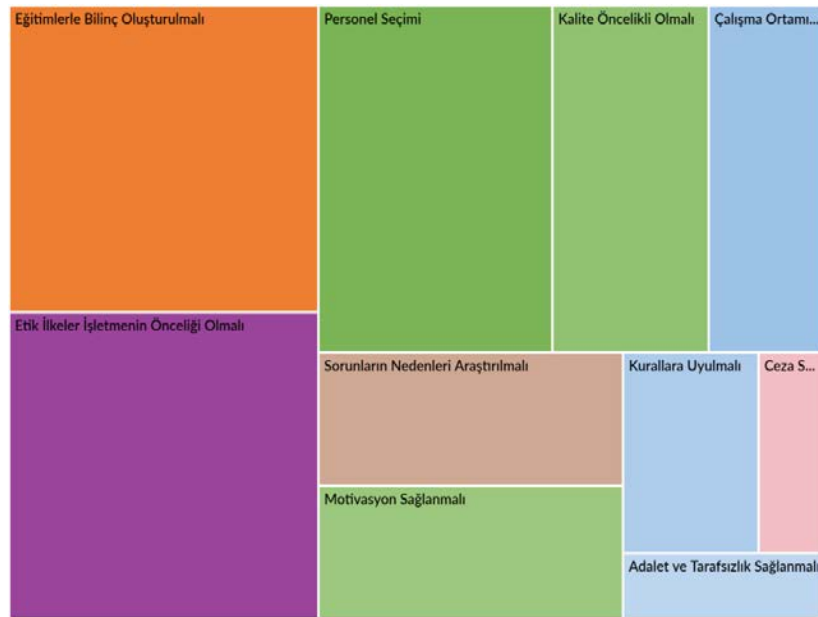 Eğitimlerle Bilinç Oluşturulmalı
Personel Seçimi
Kalite Öncelikli Olmalı
Çalışma Ortamı...
Etik İlkeler İşletmenin Önceliği Olmalı
Sorunların Nedenleri Araştırılmalı
Kurallara Uyulmalı
Ceza S...
Motivasyon Sağlanmalı
Adalet ve Tarafsızlık Sağlanmalı